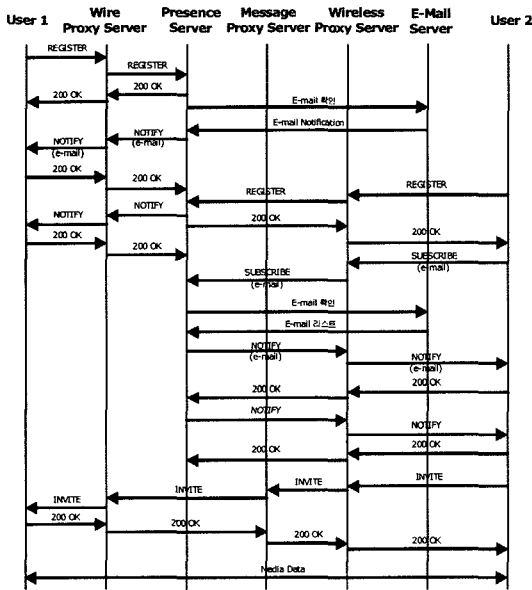 User 1
Wire
Proxy Server
Presence
Server
Message
Proxy Server
Wireless
Proxy Server
E-Mail
Server
User 2
REGISTER
REGISTER
200 OK
200 OK
E-mail 확인
E-mail Notification
NOTIFY
(e-mail)
NOTIFY
(e-mail)
200 OK
200 OK
REGISTER
REGISTER
NOTIFY
NOTIFY
200 OK
200 OK
200 OK
200 OK
SUBSCRIBE
(e-mail)
SUBSCRIBE
(e-mail)
E-mail 확인
E-mail 리스트
NOTIFY
(e-mail)
NOTIFY
(e-mail)
200 OK
200 OK
NOTIFY
NOTIFY
200 OK
200 OK
INVITE
INVITE
INVITE
INVITE
200 OK
200 OK
200 OK
200 OK
Media Data